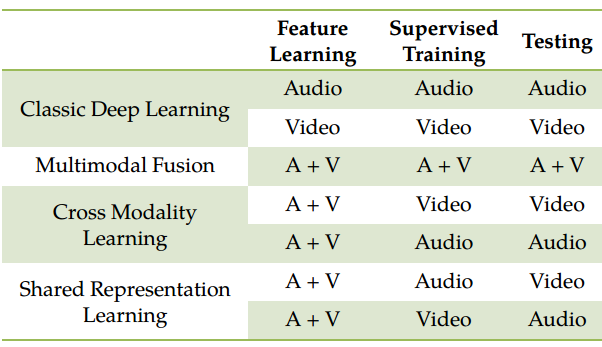 Feature Learning Supervised Training Testing
Classic Deep Learning Audio Audio Audio
Video Video Video
Multimodal Fusion A + V A + V A + V
Cross Modality Learning A + V Video Video
A + V Audio Audio
Shared Representation Learning A + V Audio Video
A + V Video Audio